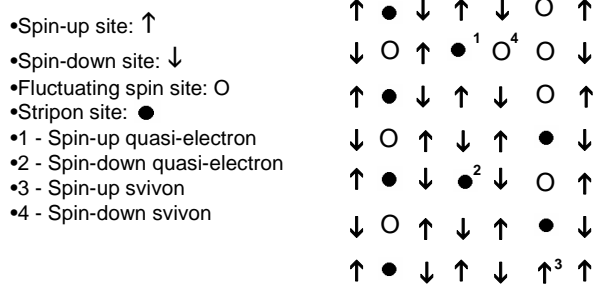 •Spin-up site: ↑
•Spin-down site: ↓
•Fluctuating spin site: O
•Stripon site: ●
•1 - Spin-up quasi-electron
•2 - Spin-down quasi-electron
•3 - Spin-up svivon
•4 - Spin-down svivon
↑ ● ↓ ↑ ↓ O ↑
↓ O ↑ ●¹ O⁴ O ↓
↑ ● ↓ ↑ ↓ O ↑
↓ O ↑ ↓ ↑ ● ↓
↑ ● ↓ ●² ↓ O ↑
↓ O ↑ ↓ ↑ ● ↓
↑ ● ↓ ↑ ↓ ↑³ ↑